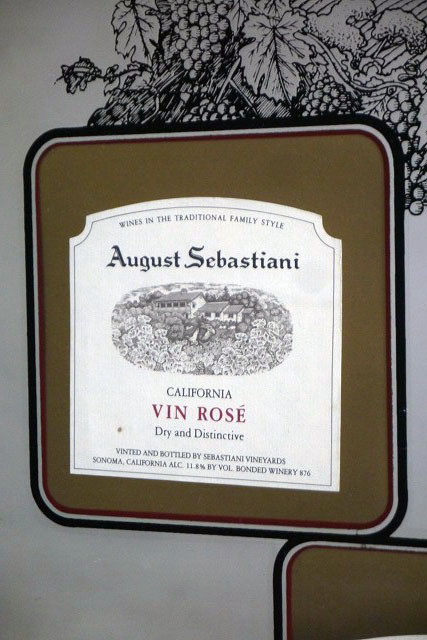 WINES IN THE TRADITIONAL FAMILY STYLE
August Sebastiani
CALIFORNIA
VIN ROSÉ
Dry and Distinctive
VINTED AND BOTTLED BY SEBASTIANI VINEYARDS
SONOMA, CALIFORNIA ALC. 11.8% BY VOL. BONDED WINERY 876